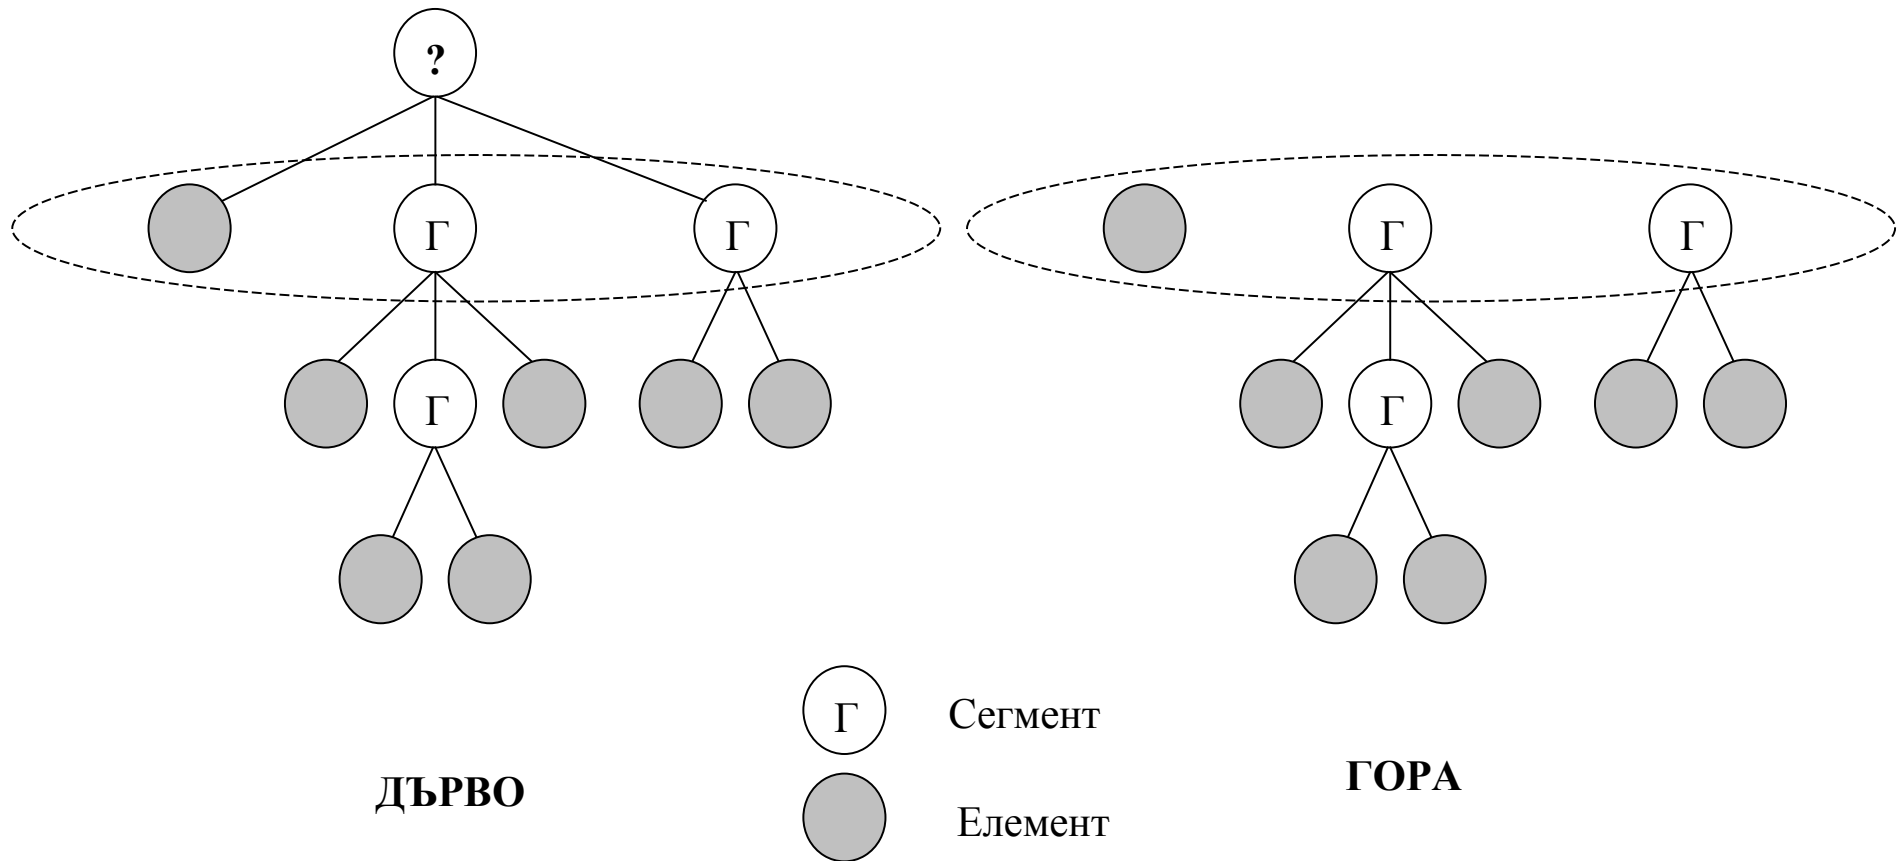 ?
Г Г Г Г
Г Г
Г Сегмент
ДЪРВО ГОРА
Елемент